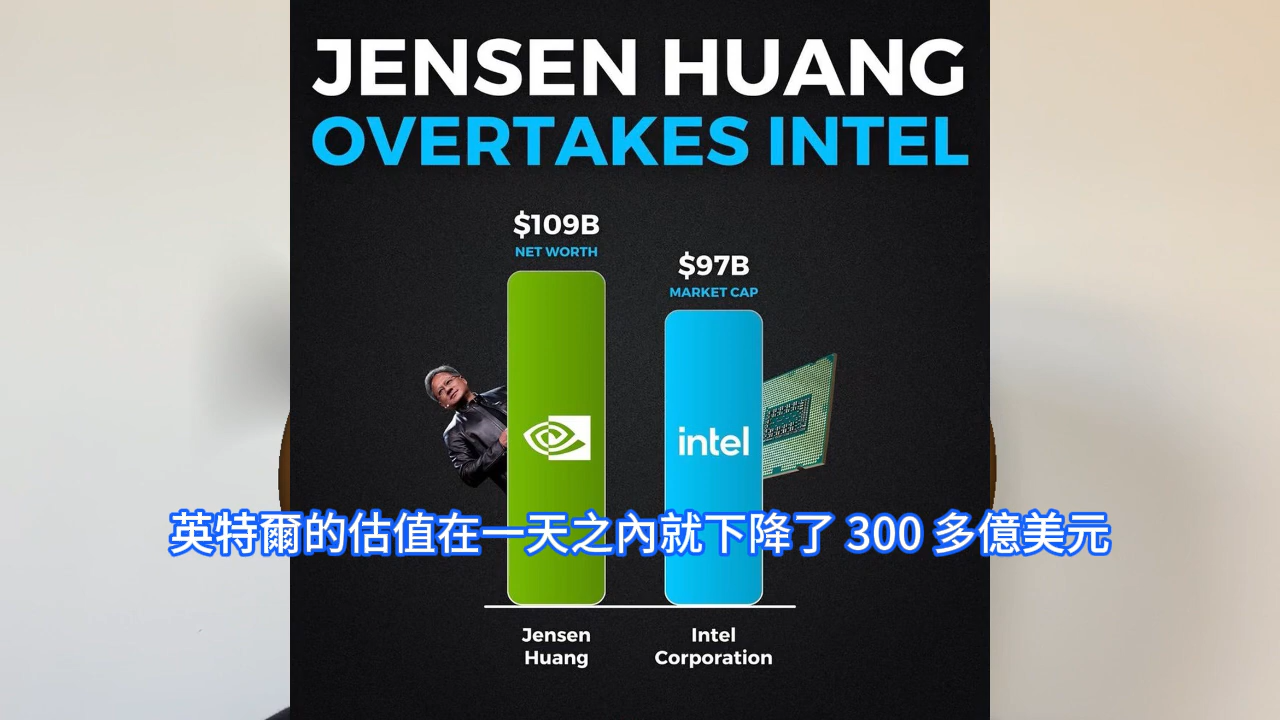 JENSEN HUANG
OVERTAKES INTEL
$109B
NET WORTH
$97B
MARKET CAP
intel
英特爾的估值在一天之內就下降了 300 多億美元
Jensen
Huang
Intel
Corporation